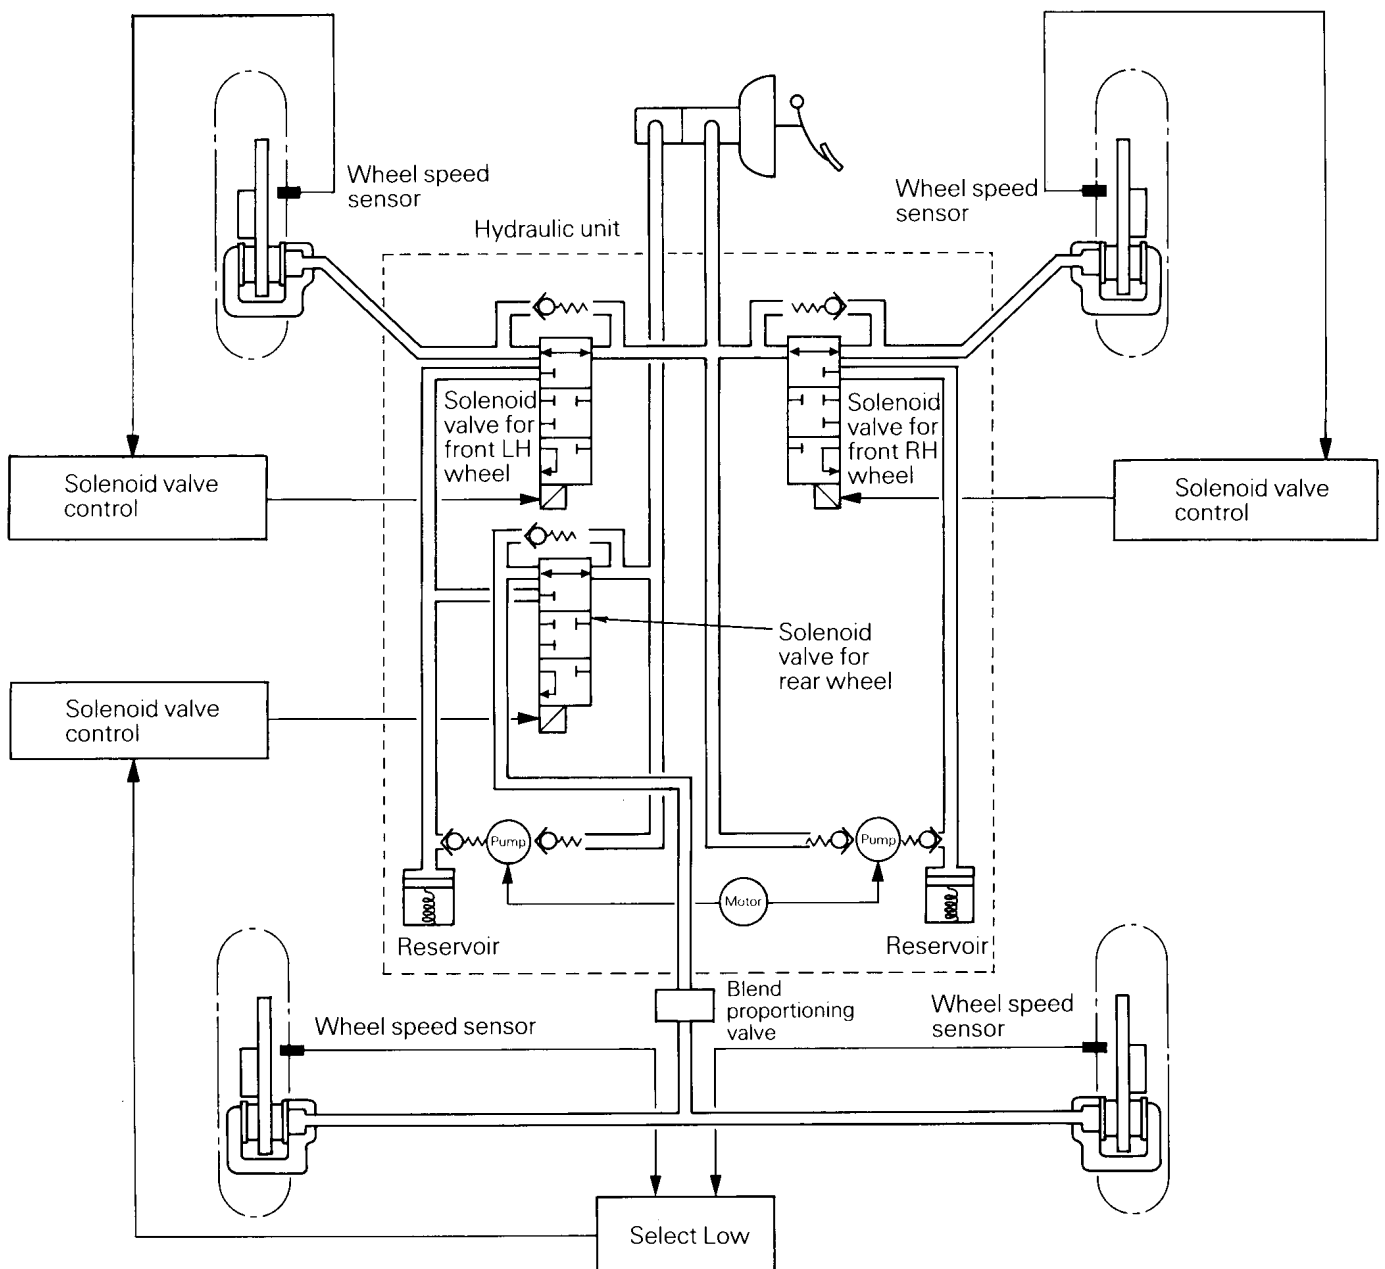 Wheel speed
sensor
Wheel speed
sensor
Hydraulic unit
Solenoid
valve for
front LH
wheel
Solenoid
valve for
front RH
wheel
Solenoid valve
control
Solenoid valve
control
Solenoid
valve for
rear wheel
Solenoid valve
control
Pump
Pump
Motor
Reservoir
Reservoir
Blend
proportioning
valve
Wheel speed
sensor
Wheel speed sensor
Select Low